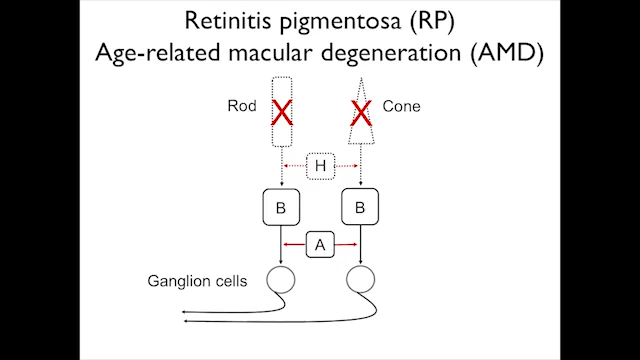 Retinitis pigmentosa (RP)
Age-related macular degeneration (AMD)
Rod
X
X
Cone
H
B
B
A
Ganglion cells